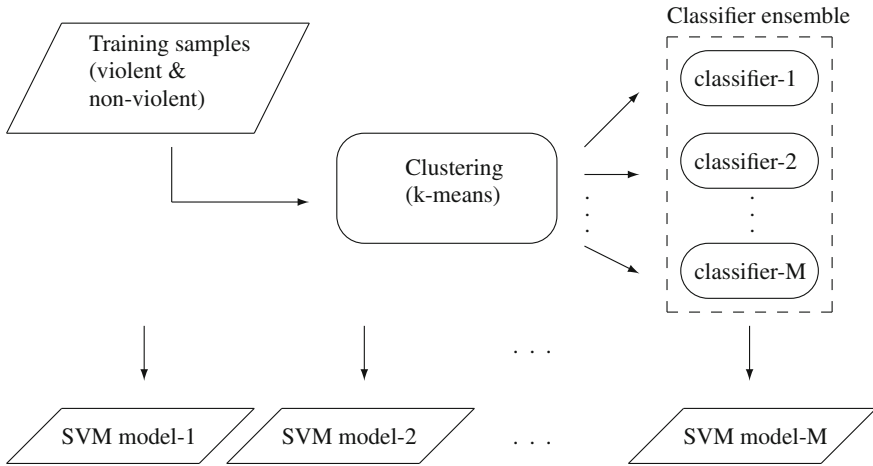 Classifier ensemble
Training samples
(violent &
non-violent)
classifier-1
Clustering
(k-means)
classifier-2
. . .
. . .
classifier-M
. . .
SVM model-1
SVM model-2
. . .
SVM model-M